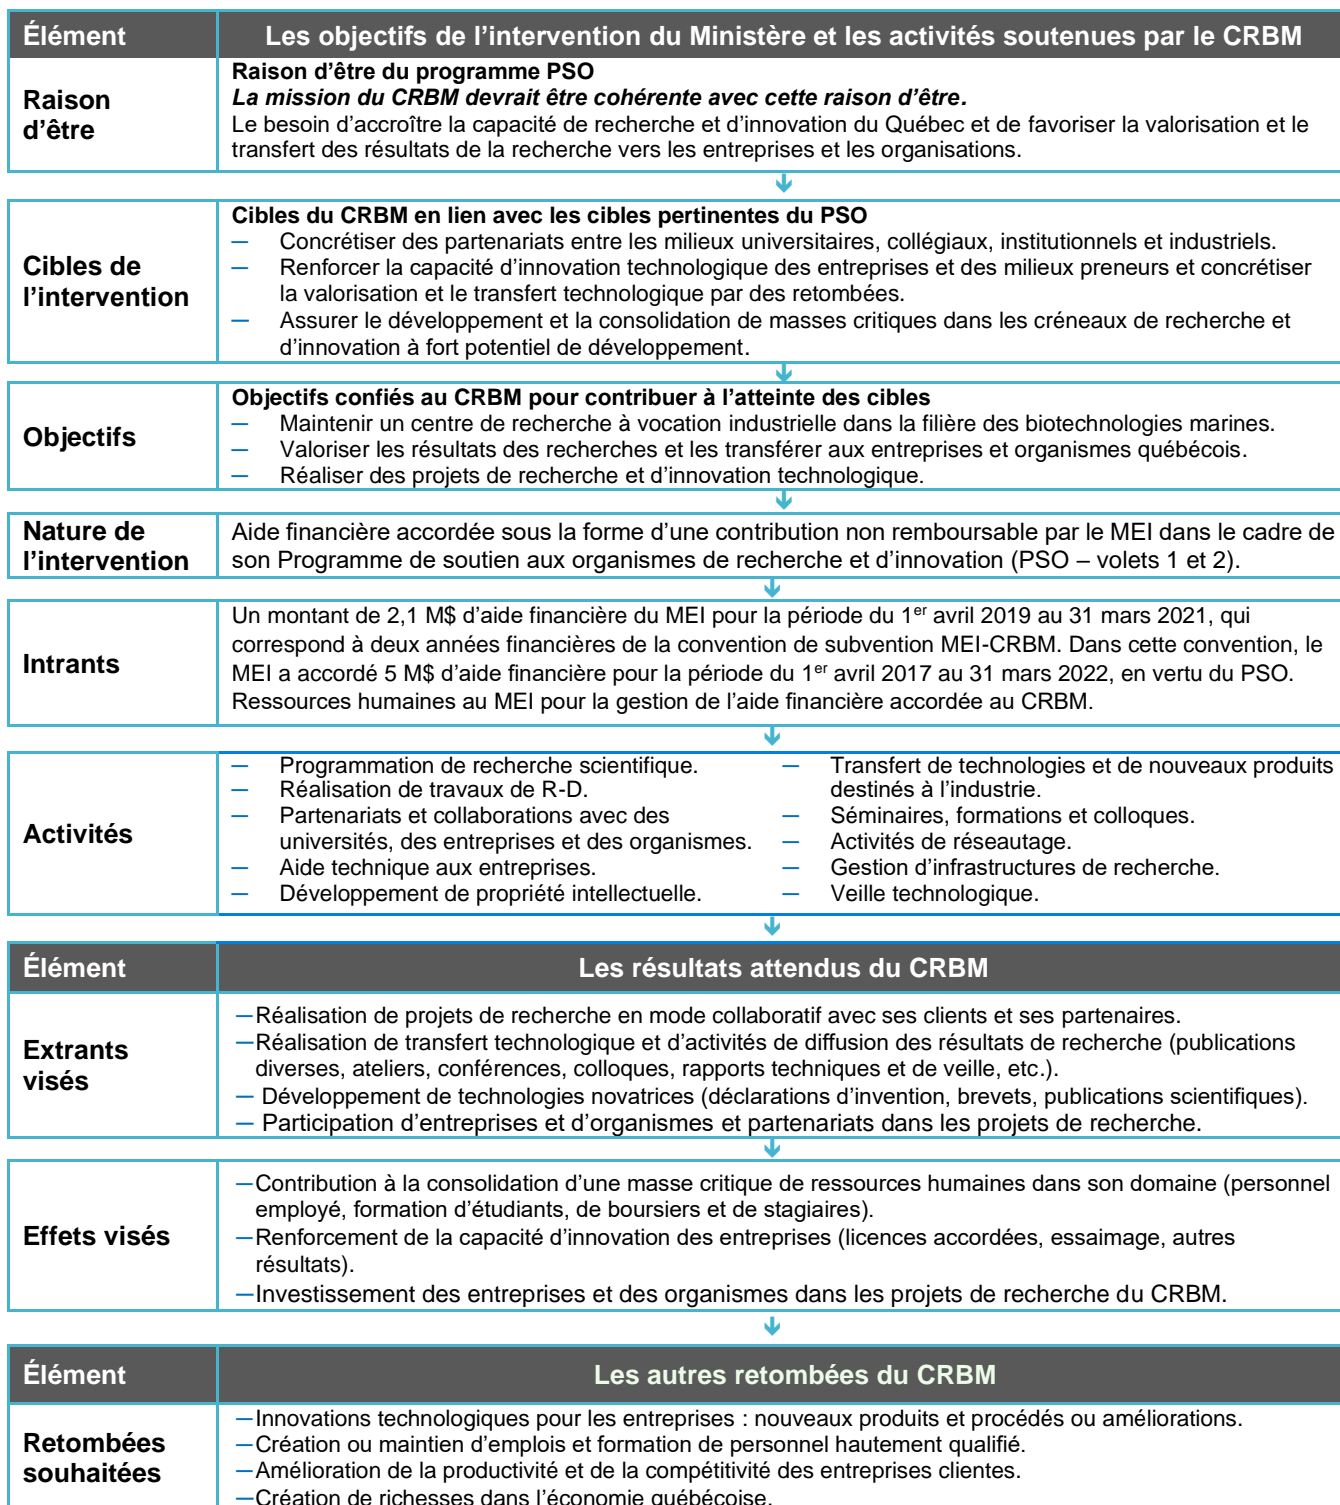 Élément
Les objectifs de l’intervention du Ministère et les activités soutenues par le CRBM
Raison
d’être
Raison d’être du programme PSO
La mission du CRBM devrait être cohérente avec cette raison d’être.
Le besoin d’accroître la capacité de recherche et d’innovation du Québec et de favoriser la valorisation et le
transfert des résultats de la recherche vers les entreprises et les organisations.
Cibles de
l’intervention
Cibles du CRBM en lien avec les cibles pertinentes du PSO
― Concrétiser des partenariats entre les milieux universitaires, collégiaux, institutionnels et industriels.
― Renforcer la capacité d’innovation technologique des entreprises et des milieux preneurs et concrétiser
la valorisation et le transfert technologique par des retombées.
― Assurer le développement et la consolidation de masses critiques dans les créneaux de recherche et
d’innovation à fort potentiel de développement.
Objectifs
Objectifs confiés au CRBM pour contribuer à l’atteinte des cibles
― Maintenir un centre de recherche à vocation industrielle dans la filière des biotechnologies marines.
― Valoriser les résultats des recherches et les transférer aux entreprises et organismes québécois.
― Réaliser des projets de recherche et d’innovation technologique.
Nature de
l’intervention
Aide financière accordée sous la forme d’une contribution non remboursable par le MEI dans le cadre de
son Programme de soutien aux organismes de recherche et d’innovation (PSO – volets 1 et 2).
Intrants
Un montant de 2,1 M$ d’aide financière du MEI pour la période du 1er avril 2019 au 31 mars 2021, qui
correspond à deux années financières de la convention de subvention MEI-CRBM. Dans cette convention, le
MEI a accordé 5 M$ d’aide financière pour la période du 1er avril 2017 au 31 mars 2022, en vertu du PSO.
Ressources humaines au MEI pour la gestion de l’aide financière accordée au CRBM.
Activités
― Programmation de recherche scientifique.
― Réalisation de travaux de R-D.
― Partenariats et collaborations avec des
universités, des entreprises et des organismes.
― Aide technique aux entreprises.
― Développement de propriété intellectuelle.
― Transfert de technologies et de nouveaux produits
destinés à l’industrie.
― Séminaires, formations et colloques.
― Activités de réseautage.
― Gestion d’infrastructures de recherche.
― Veille technologique.
Élément
Les résultats attendus du CRBM
Extrants
visés
― Réalisation de projets de recherche en mode collaboratif avec ses clients et ses partenaires.
― Réalisation de transfert technologique et d’activités de diffusion des résultats de recherche (publications
diverses, ateliers, conférences, colloques, rapports techniques et de veille, etc.).
― Développement de technologies novatrices (déclarations d’invention, brevets, publications scientifiques).
― Participation d’entreprises et d’organismes et partenariats dans les projets de recherche.
Effets visés
― Contribution à la consolidation d’une masse critique de ressources humaines dans son domaine (personnel
employé, formation d’étudiants, de boursiers et de stagiaires).
― Renforcement de la capacité d’innovation des entreprises (licences accordées, essaimage, autres
résultats).
― Investissement des entreprises et des organismes dans les projets de recherche du CRBM.
Élément
Les autres retombées du CRBM
Retombées
souhaitées
― Innovations technologiques pour les entreprises : nouveaux produits et procédés ou améliorations.
― Création ou maintien d’emplois et formation de personnel hautement qualifié.
― Amélioration de la productivité et de la compétitivité des entreprises clientes.
― Création de richesses dans l’économie québécoise.